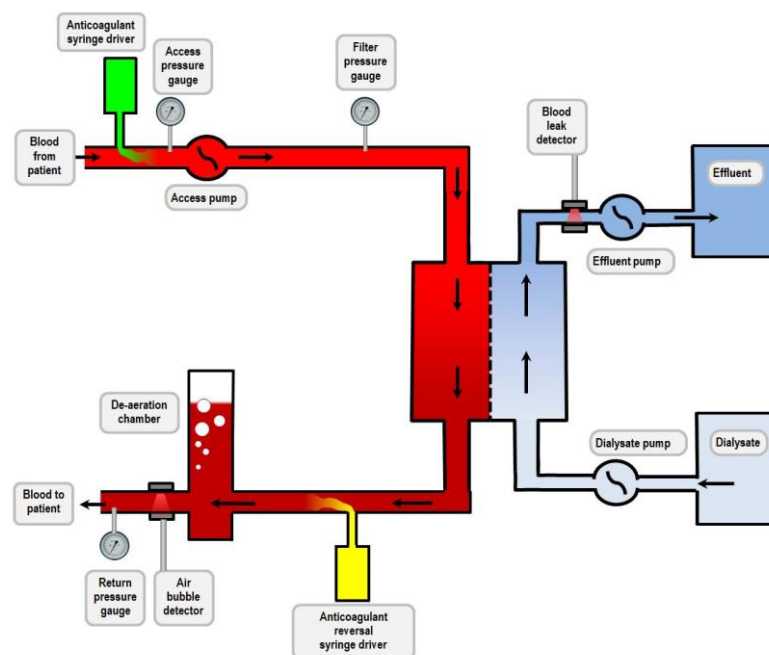 Anticoagulant
syringe driver
Access
pressure
gauge
Filter
pressure
gauge
Blood
leak
detector
Effluent
Blood
from
patient
Access pump
Effluent pump
De-aeration
chamber
Dialysate pump
Dialysate
Blood to
patient
Return
pressure
gauge
Air
bubble
detector
Anticoagulant
reversal
syringe driver